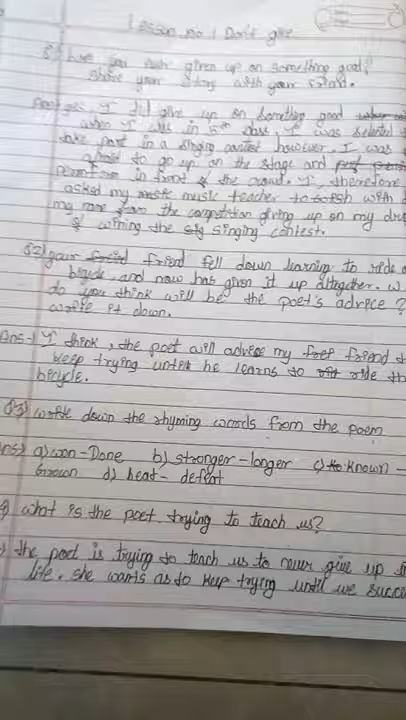 Lesson no 1 Don't give
Q1 have you ever given up on something good?
share your story with your friend.
Ans Yes, I did give up on something good
when I was in 5th class, I was selected
take part in a singing contest however, I was
afraid to go up on the stage and
perform in front of the crowd. I, therefore
asked my music teacher to with
my name from the competition giving up on my
of wining the singing contest.
Q2) your friend fell down learning to ride
bicycle and now has given it up altogether. w
do you think will be the poet's advice?
write it down.
Ans-) I think, the poet will advise my friend t
keep trying until he learns to ride th
bicycle.
Q3) write down the rhyming words from the poem
ns) a) won-Done b) stronger-longer c) known-
Grown d) beat- defeat
what is the poet trying to teach us?
the poet is trying to teach us to never give up
life. she wants as to keep trying until we succe